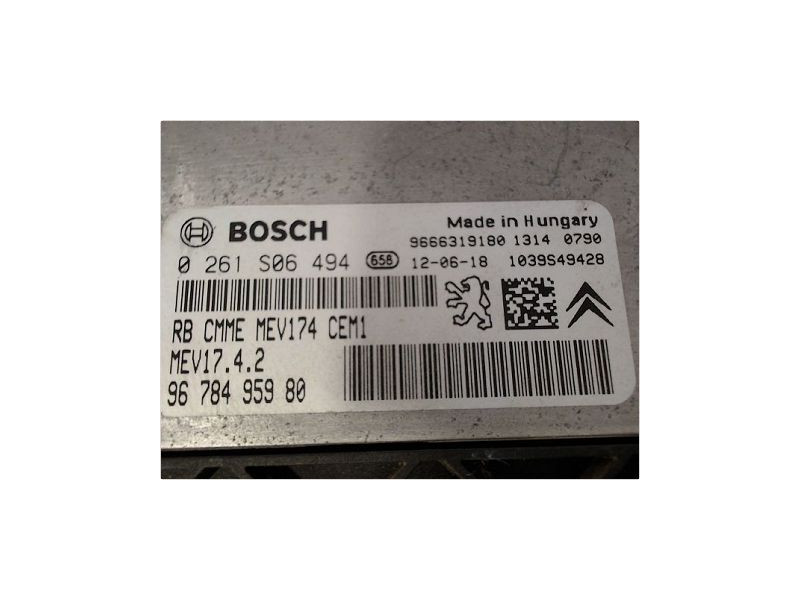 BOSCH
Made in Hungary
9666319180 1314 0790
0 261 S06 494 658 12-06-18 1039S49428
RB CMME MEV174 CEM1
MEV17.4.2
96 784 959 80